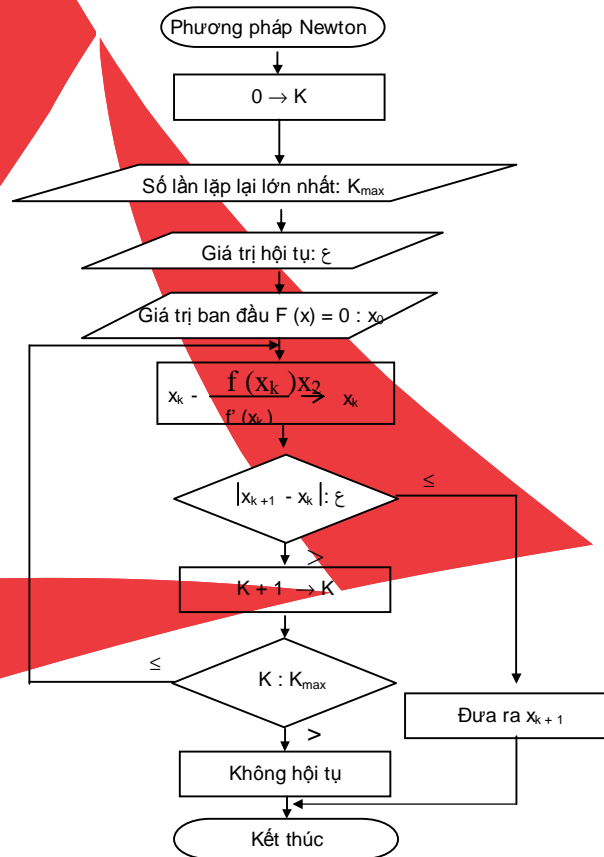 Phương pháp Newton
0 → K
Số lần lặp lại lớn nhất: Kmax
Giá trị hội tụ: ع
Giá trị ban đầu F (x) = 0 : x0
xk - f (xk )x2 / f' (xk ) → xk
|xk +1 - xk |: ع
≤
>
K + 1 → K
≤
K : Kmax
Đưa ra xk + 1
>
Không hội tụ
Kết thúc